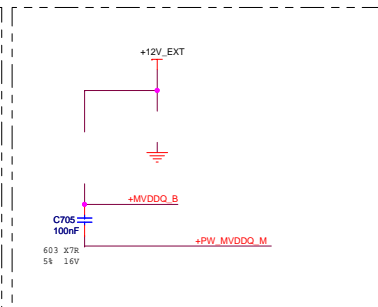 +12V_EXT
+MVDDQ_B
C705
100nF
+PW_MVDDQ_M
603 X7R
5% 16V